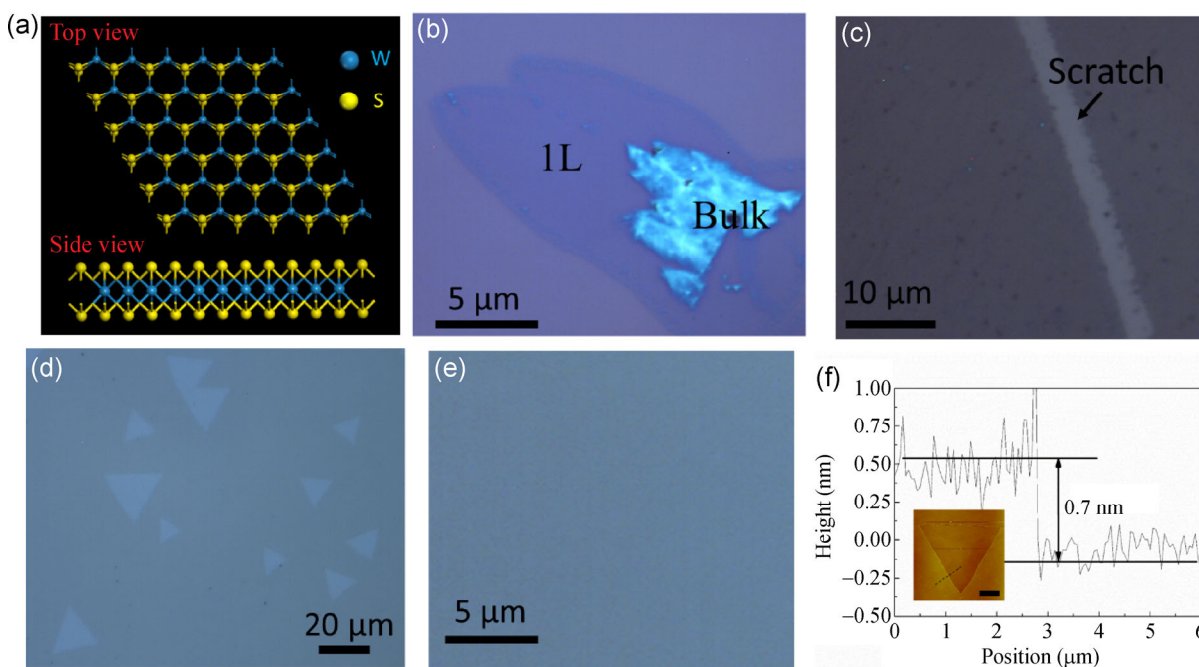 (a)
Top view
W
S
Side view
(b)
1L
Bulk
5 μm
(c)
Scratch
10 μm
(d)
20 μm
(e)
5 μm
(f)
1.00
0.75
0.50
0.25
0.00
−0.25
−0.50
Height (nm)
0.7 nm
0 1 2 3 4 5 6
Position (μm)